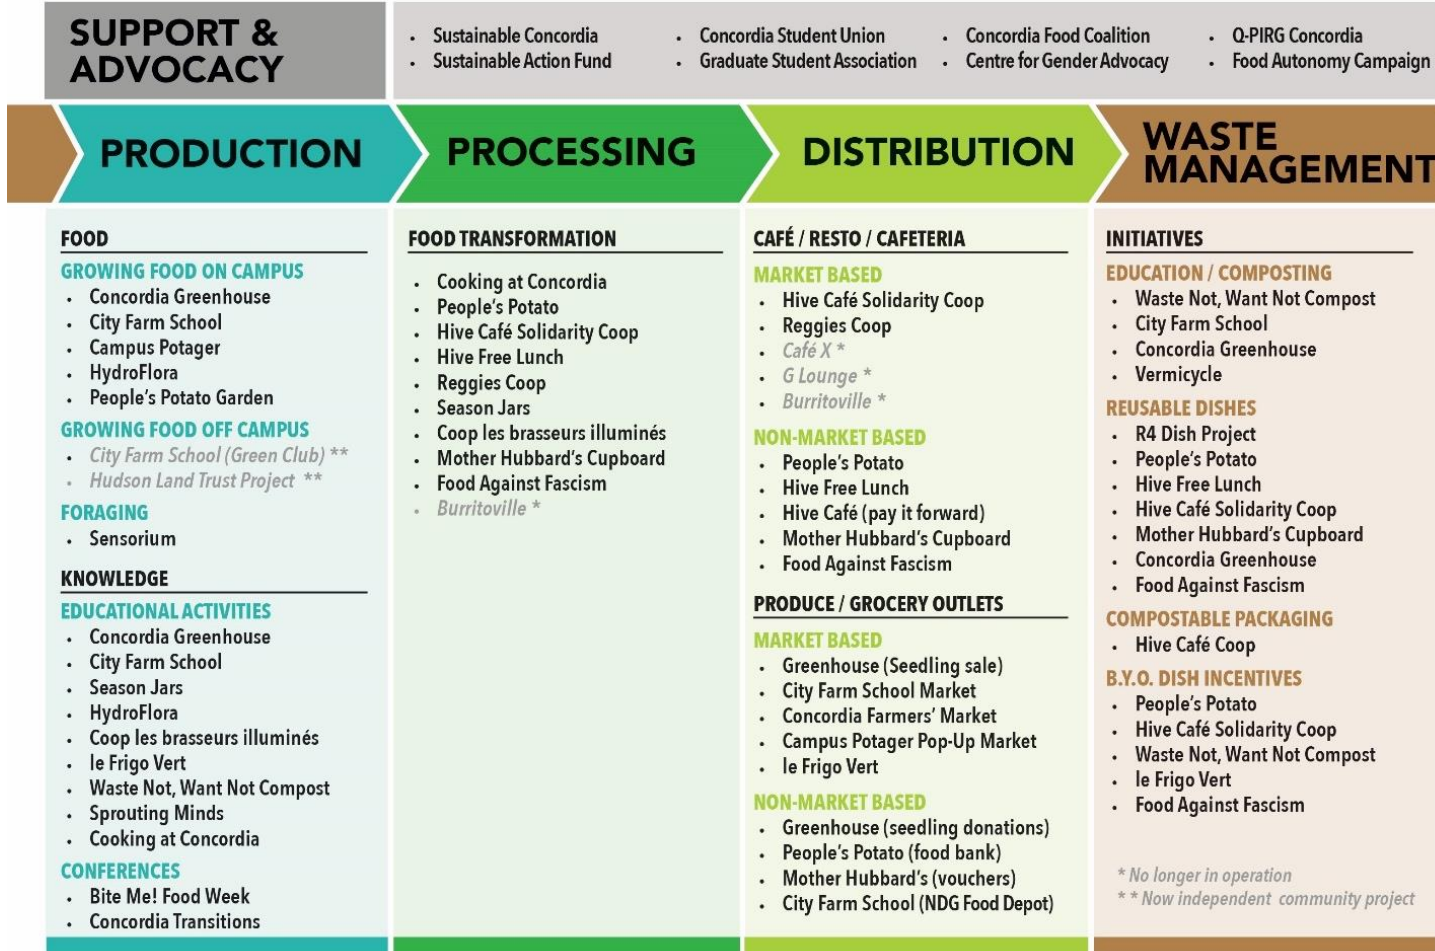 SUPPORT &
ADVOCACY
• Sustainable Concordia
• Sustainable Action Fund
• Concordia Student Union
• Graduate Student Association
• Concordia Food Coalition
• Centre for Gender Advocacy
• Q-PIRG Concordia
• Food Autonomy Campaign
PRODUCTION
PROCESSING
DISTRIBUTION
WASTE
MANAGEMENT
FOOD
GROWING FOOD ON CAMPUS
• Concordia Greenhouse
• City Farm School
• Campus Potager
• HydroFlora
• People's Potato Garden
GROWING FOOD OFF CAMPUS
• City Farm School (Green Club) **
• Hudson Land Trust Project **
FORAGING
• Sensorium
KNOWLEDGE
EDUCATIONAL ACTIVITIES
• Concordia Greenhouse
• City Farm School
• Season Jars
• HydroFlora
• Coop les brasseurs illuminés
• le Frigo Vert
• Waste Not, Want Not Compost
• Sprouting Minds
• Cooking at Concordia
CONFERENCES
• Bite Me! Food Week
• Concordia Transitions
FOOD TRANSFORMATION
• Cooking at Concordia
• People's Potato
• Hive Café Solidarity Coop
• Hive Free Lunch
• Reggies Coop
• Season Jars
• Coop les brasseurs illuminés
• Mother Hubbard's Cupboard
• Food Against Fascism
• Burritoville *
CAFÉ / RESTO / CAFETERIA
MARKET BASED
• Hive Café Solidarity Coop
• Reggies Coop
• Café X *
• G Lounge *
• Burritoville *
NON-MARKET BASED
• People's Potato
• Hive Free Lunch
• Hive Café (pay it forward)
• Mother Hubbard's Cupboard
• Food Against Fascism
PRODUCE / GROCERY OUTLETS
MARKET BASED
• Greenhouse (Seedling sale)
• City Farm School Market
• Concordia Farmers' Market
• Campus Potager Pop-Up Market
• le Frigo Vert
NON-MARKET BASED
• Greenhouse (seedling donations)
• People's Potato (food bank)
• Mother Hubbard's (vouchers)
• City Farm School (NDG Food Depot)
INITIATIVES
EDUCATION / COMPOSTING
• Waste Not, Want Not Compost
• City Farm School
• Concordia Greenhouse
• Vermicycle
REUSABLE DISHES
• R4 Dish Project
• People's Potato
• Hive Free Lunch
• Hive Café Solidarity Coop
• Mother Hubbard's Cupboard
• Concordia Greenhouse
• Food Against Fascism
COMPOSTABLE PACKAGING
• Hive Café Coop
B.Y.O. DISH INCENTIVES
• People's Potato
• Hive Café Solidarity Coop
• Waste Not, Want Not Compost
• le Frigo Vert
• Food Against Fascism
* No longer in operation
* * Now independent community project